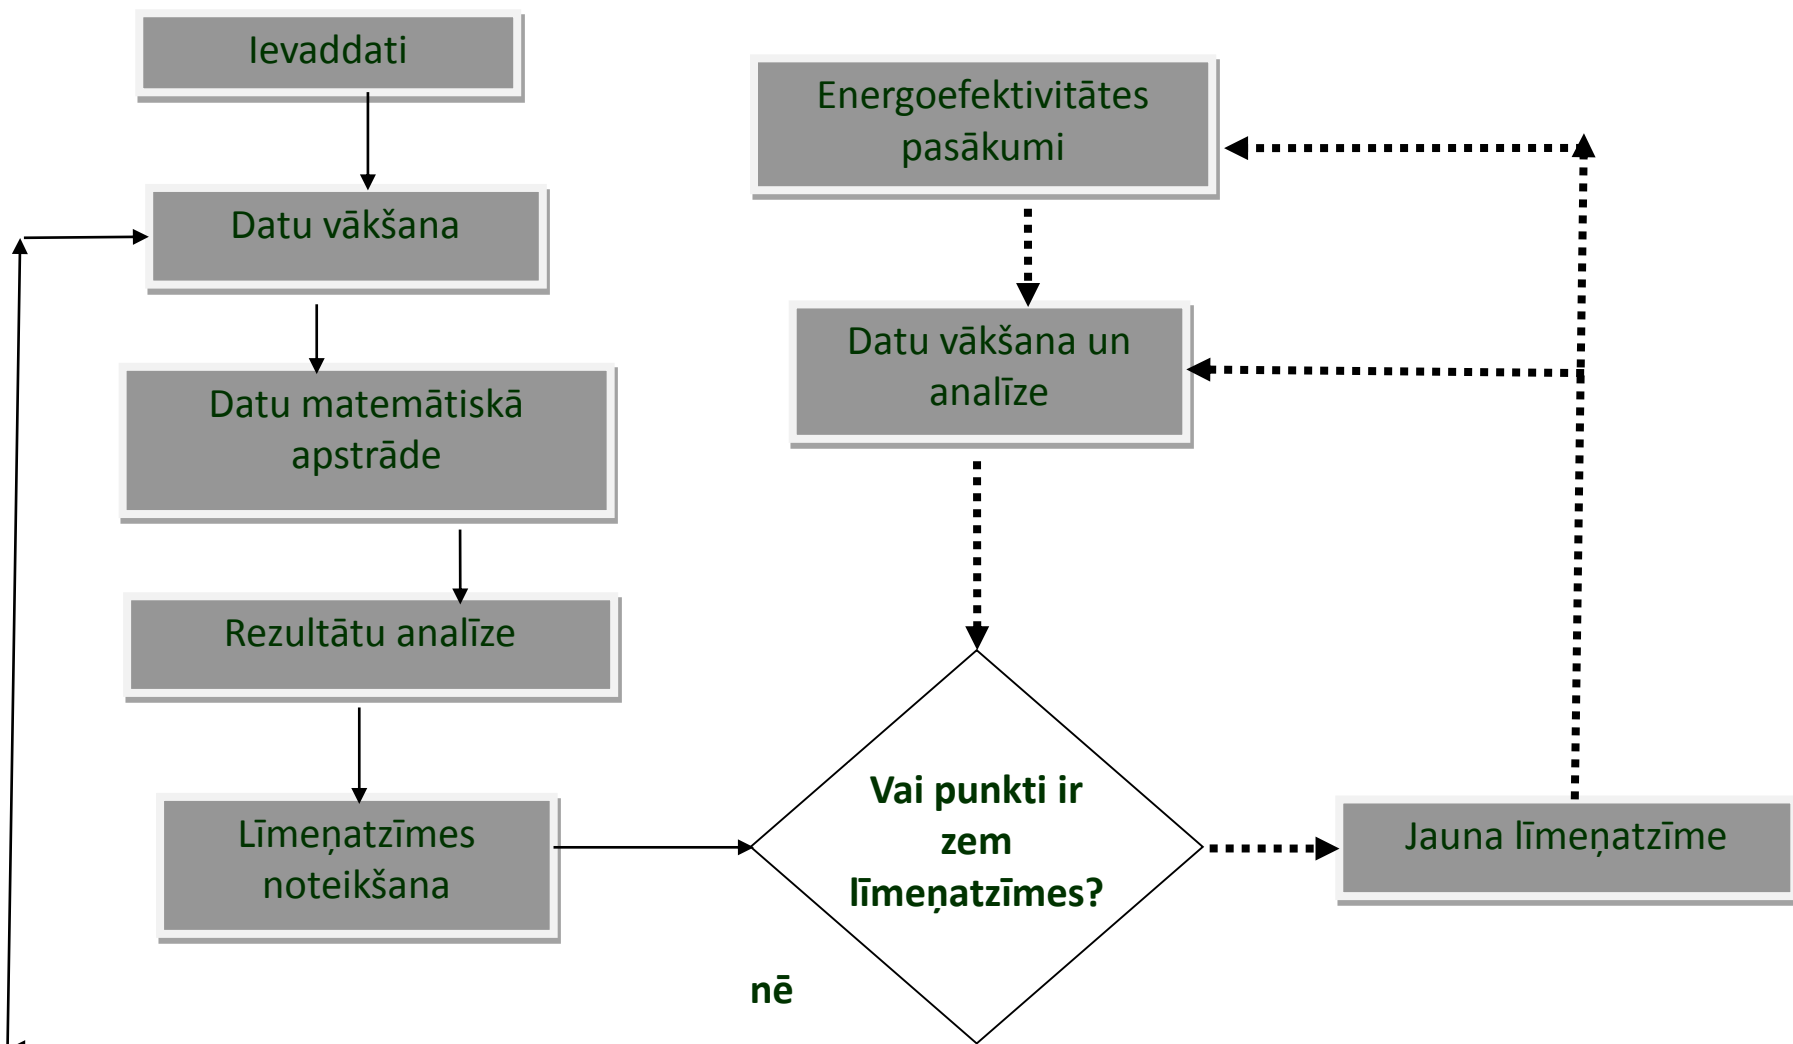 Ievaddati
Datu vākšana
Datu matemātiskā
apstrāde
Rezultātu analīze
Līmeņatzīmes
noteikšana
Energoefektivitātes
pasākumi
Datu vākšana un
analīze
Vai punkti ir
zem
līmeņatzīmes?
nē
Jauna līmeņatzīme